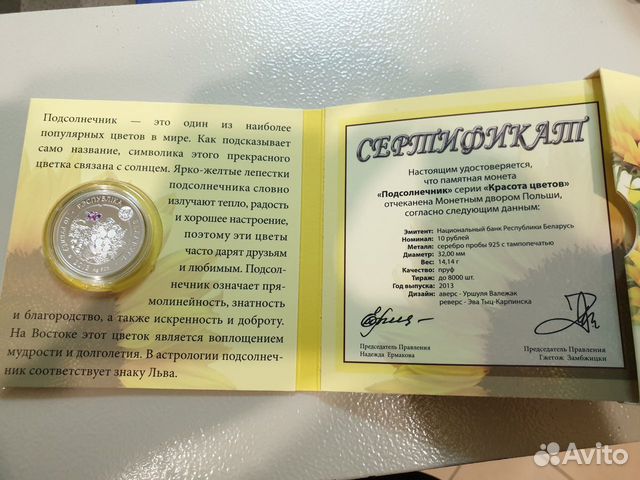 Подсолнечник — это один из наиболее
популярных цветов в мире. Как подсказывает
само название, символика этого прекрасного
цветка связана с солнцем. Ярко-желтые лепестки
подсолнечника словно
излучают тепло, радость
и хорошее настроение,
поэтому эти цветы
часто дарят друзьям
и любимым. Подсол-
нечник означает пря-
молинейность, знатность
и благородство, а также искренность и доброту.
На Востоке этот цветок является воплощением
мудрости и долголетия. В астрологии подсолнеч-
ник соответствует знаку Льва.
РЭСПУБЛІКА
СЕРТИФИКАТ
Настоящим удостоверяется,
что памятная монета
"Подсолнечник" серии "Красота цветов"
отчеканена Монетным двором Польши,
согласно следующим данным:
Эмитент: Национальный банк Республики Беларусь
Номинал: 10 рублей
Металл: серебро пробы 925 с тампопечатью
Диаметр: 32,00 мм
Вес: 14,14 г
Качество: пруф
Тираж: до 8000 шт.
Год выпуска: 2013
Дизайн: аверс - Уршуля Валежак
реверс - Эва Тыц-Карпинска
Председатель Правления
Надежда Ермакова
Председатель Правления
Гжегож Замбжицки
Avito